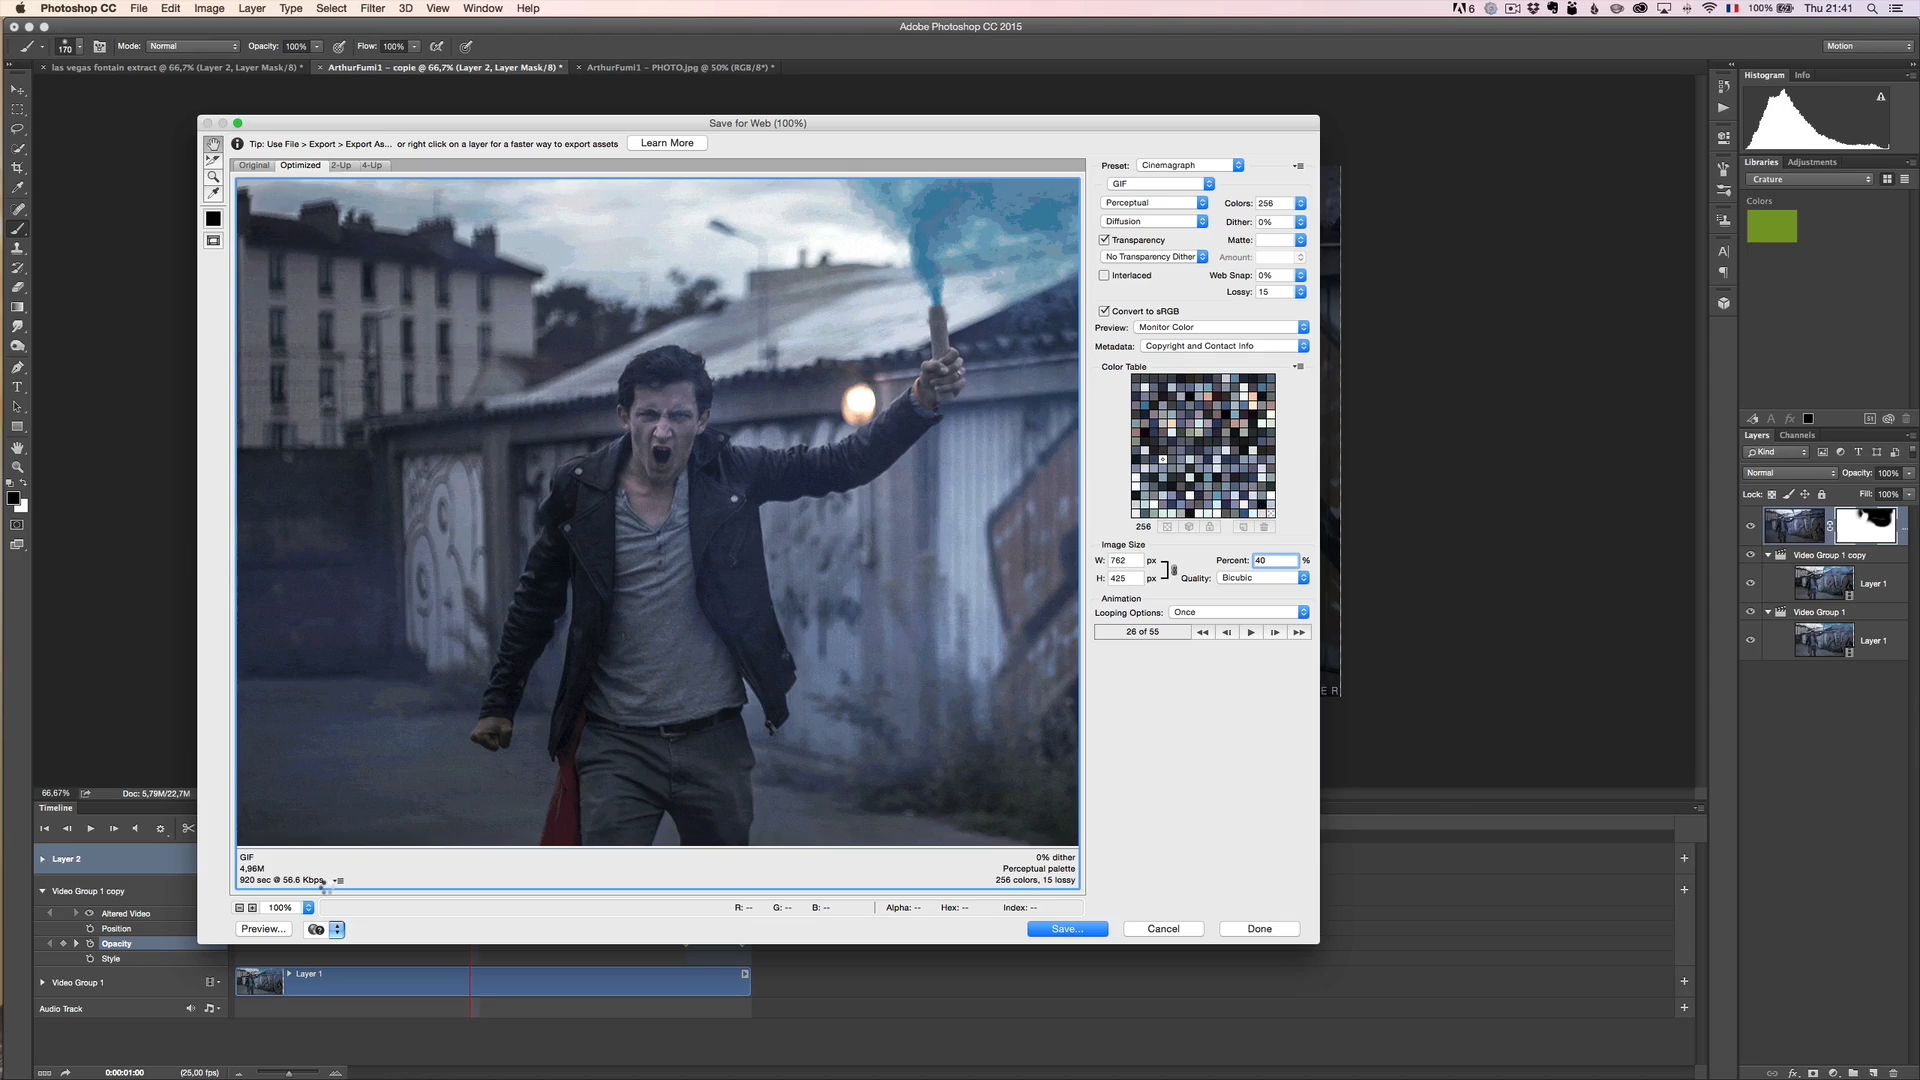 Photoshop CC File Edit Image Layer Type Select Filter 3D View Window Help 6 100% Thu 21:41
Adobe Photoshop CC 2015
170 Mode: Normal Opacity: 100% Flow: 100% Motion
× las vegas fontain extract @ 66,7% (Layer 2, Layer Mask/8) * × ArthurFumi1 – copie @ 66,7% (Layer 2, Layer Mask/8) * × ArthurFumi1 – PHOTO.jpg @ 50% (RGB/8*) *
Histogram Info
Save for Web (100%)
Tip: Use File > Export > Export As... or right click on a layer for a faster way to export assets Learn More
Original Optimized 2-Up 4-Up
Preset: Cinemagraph
GIF
Perceptual Colors: 256
Diffusion Dither: 0%
Transparency Matte:
No Transparency Dither Amount:
Interlaced Web Snap: 0%
Lossy: 15
Convert to sRGB
Preview: Monitor Color
Metadata: Copyright and Contact Info
Color Table
256
Image Size
W: 762 px Percent: 40 %
H: 425 px Quality: Bicubic
Animation
Looping Options: Once
26 of 55
GIF
4,96M
920 sec @ 56.6 Kbps
0% dither
Perceptual palette
256 colors, 15 lossy
100% R: -- G: -- B: -- Alpha: -- Hex: -- Index: --
Preview... Save... Cancel Done
Libraries Adjustments
Crature
Colors
Layers Channels
Kind
Normal Opacity: 100%
Lock: Fill: 100%
Video Group 1 copy
Layer 1
Video Group 1
Layer 1
E R
66,67% Doc: 5,79M/22,7M
Timeline
Layer 2
Video Group 1 copy
Altered Video
Position
Opacity
Style
Video Group 1 Layer 1
Audio Track
0:00:01:00 (25,00 fps)